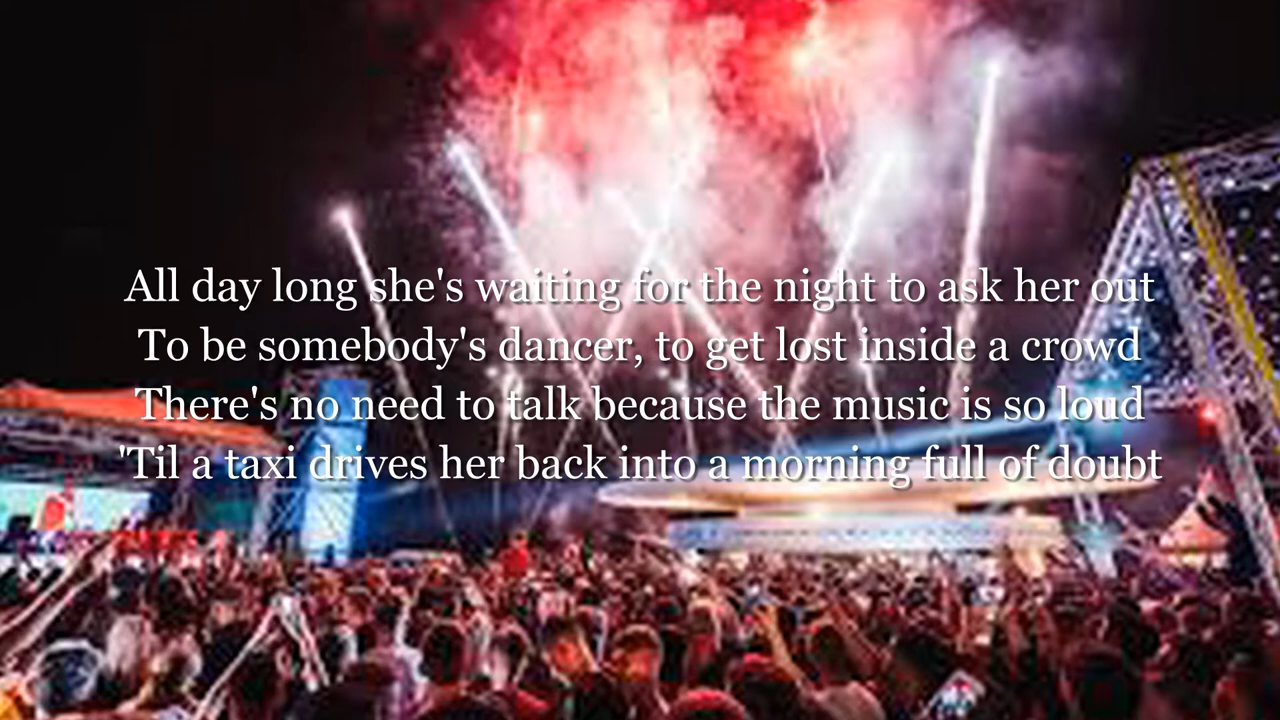 All day long she's waiting for the night to ask her out
To be somebody's dancer, to get lost inside a crowd
There's no need to talk because the music is so loud
'Til a taxi drives her back into a morning full of doubt